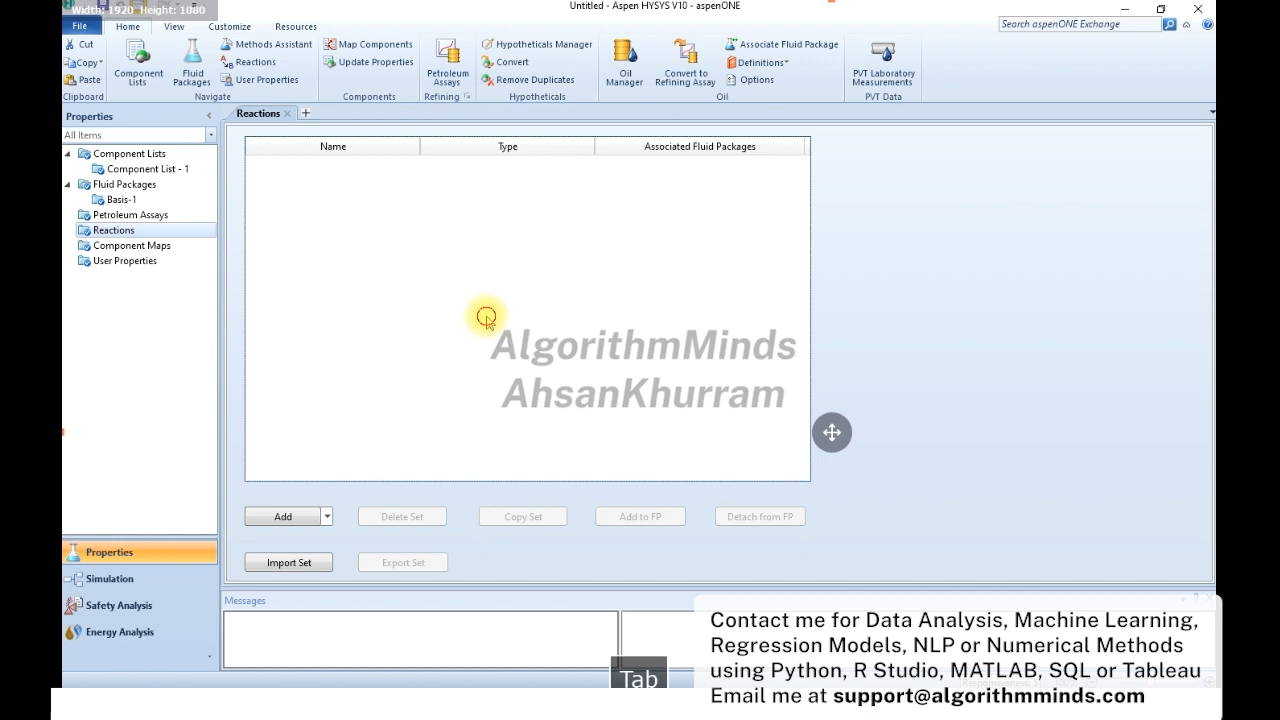 Width: 1920 Height: 1080
Untitled - Aspen HYSYS V10 - aspenONE
File Home View Customize Resources
Search aspenONE Exchange
Cut
Copy
Paste
Clipboard
Component Lists
Fluid Packages
Methods Assistant
Reactions
User Properties
Navigate
Map Components
Update Properties
Components
Petroleum Assays
Refining
Hypotheticals Manager
Convert
Remove Duplicates
Hypotheticals
Oil Manager
Convert to Refining Assay
Associate Fluid Package
Definitions
Options
Oil
PVT Laboratory Measurements
PVT Data
Properties
All Items
Component Lists
Component List - 1
Fluid Packages
Basis-1
Petroleum Assays
Reactions
Component Maps
User Properties
Properties
Simulation
Safety Analysis
Energy Analysis
Reactions
Name Type Associated Fluid Packages
AlgorithmMinds
AhsanKhurram
Add Delete Set Copy Set Add to FP Detach from FP
Import Set Export Set
Messages
Tab
Contact me for Data Analysis, Machine Learning,
Regression Models, NLP or Numerical Methods
using Python, R Studio, MATLAB, SQL or Tableau
Email me at support@algorithmminds.com